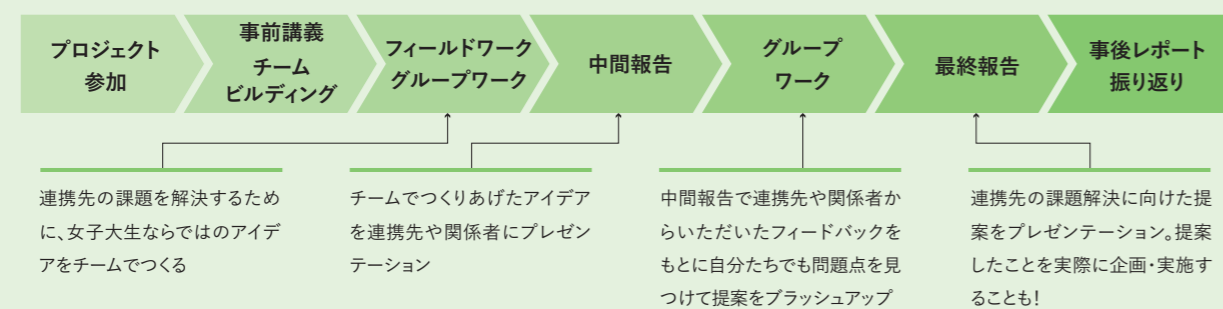 プロジェクト
参加
事前講義
チーム
ビルディング
フィールドワーク
グループワーク
中間報告
グループ
ワーク
最終報告
事後レポート
振り返り
連携先の課題を解決するため
に、女子大生ならではのアイデ
アをチームでつくる
チームでつくりあげたアイデア
を連携先や関係者にプレゼン
テーション
中間報告で連携先や関係者か
らいただいたフィードバックを
もとに自分たちでも問題点を見
つけて提案をブラッシュアップ
連携先の課題解決に向けた提
案をプレゼンテーション。提案
したことを実際に企画・実施す
ることも!